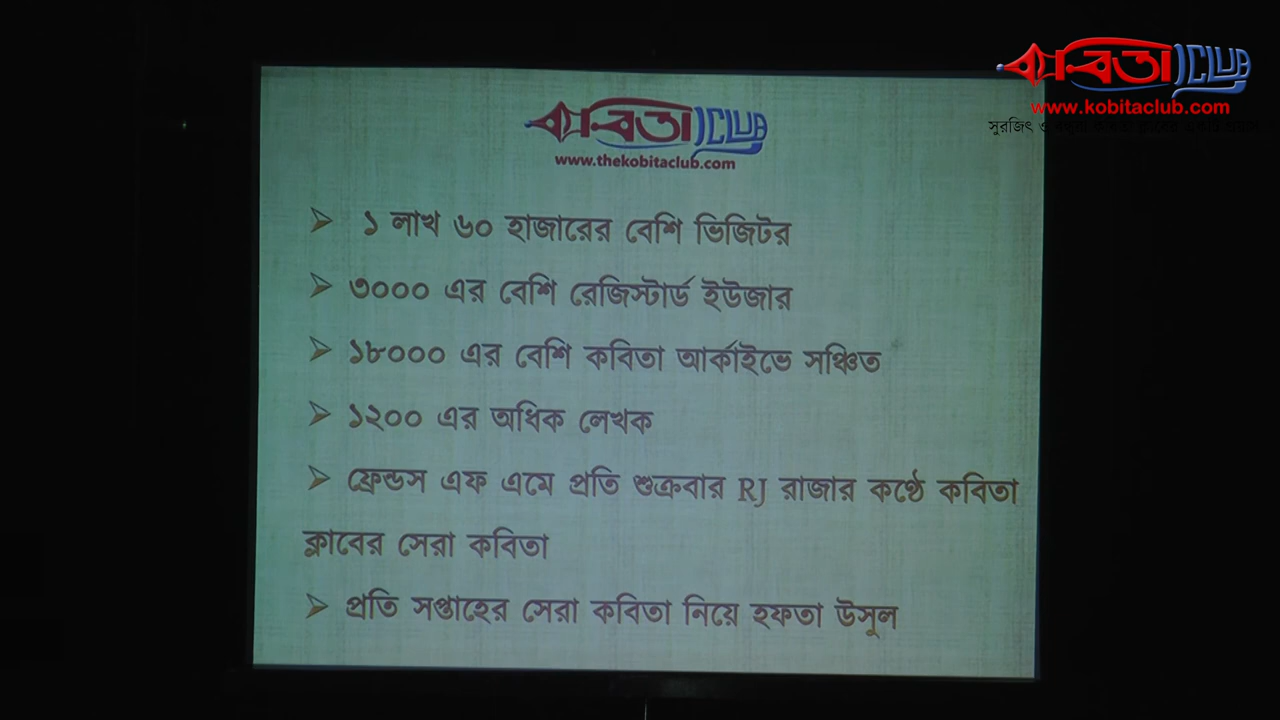 কবিতা CLUB
www.kobitaclub.com
সুরজিৎ ও
কবিতা CLUB
www.thekobitaclub.com
➢ ১ লাখ ৬০ হাজারের বেশি ভিজিটর
➢ ৩০০০ এর বেশি রেজিস্টার্ড ইউজার
➢ ১৮০০০ এর বেশি কবিতা আর্কাইভে সঞ্চিত
➢ ১২০০ এর অধিক লেখক
➢ ফ্রেন্ডস এফ এমে প্রতি শুক্রবার RJ রাজার কণ্ঠে কবিতা
ক্লাবের সেরা কবিতা
➢ প্রতি সপ্তাহের সেরা কবিতা নিয়ে হফতা উসুল